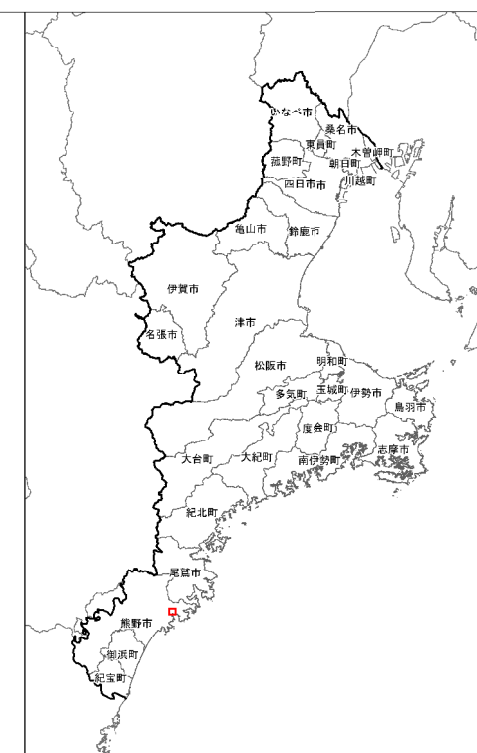 いなべ市
桑名市
東員町
木曽岬町
菰野町
朝日町
川越町
四日市市
亀山市
鈴鹿市
伊賀市
津市
名張市
松阪市
明和町
多気町
玉城町
伊勢市
鳥羽市
度会町
大台町
大紀町
南伊勢町
志摩市
紀北町
尾鷲市
熊野市
御浜町
紀宝町